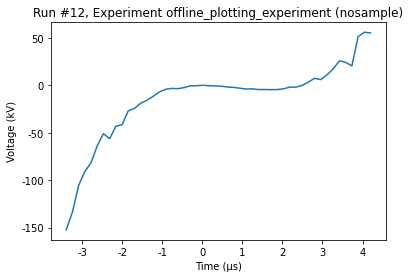 Run #12, Experiment offline_plotting_experiment (nosample)
Voltage (kV)
50
0
-50
-100
-150
-3 -2 -1 0 1 2 3 4
Time (μs)